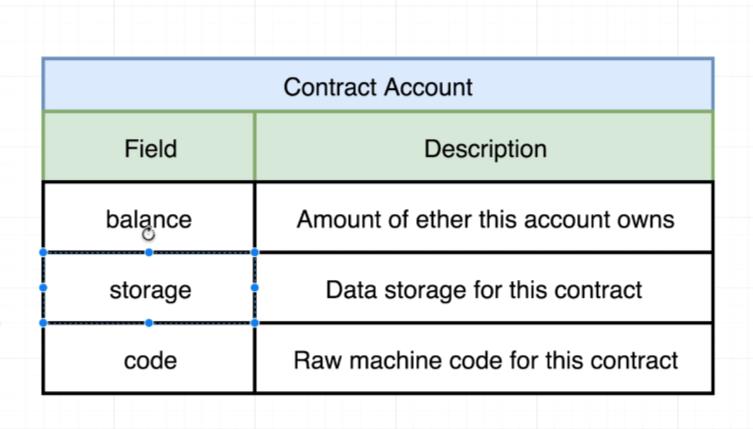 Contract Account
Field Description
balance Amount of ether this account owns
storage Data storage for this contract
code Raw machine code for this contract